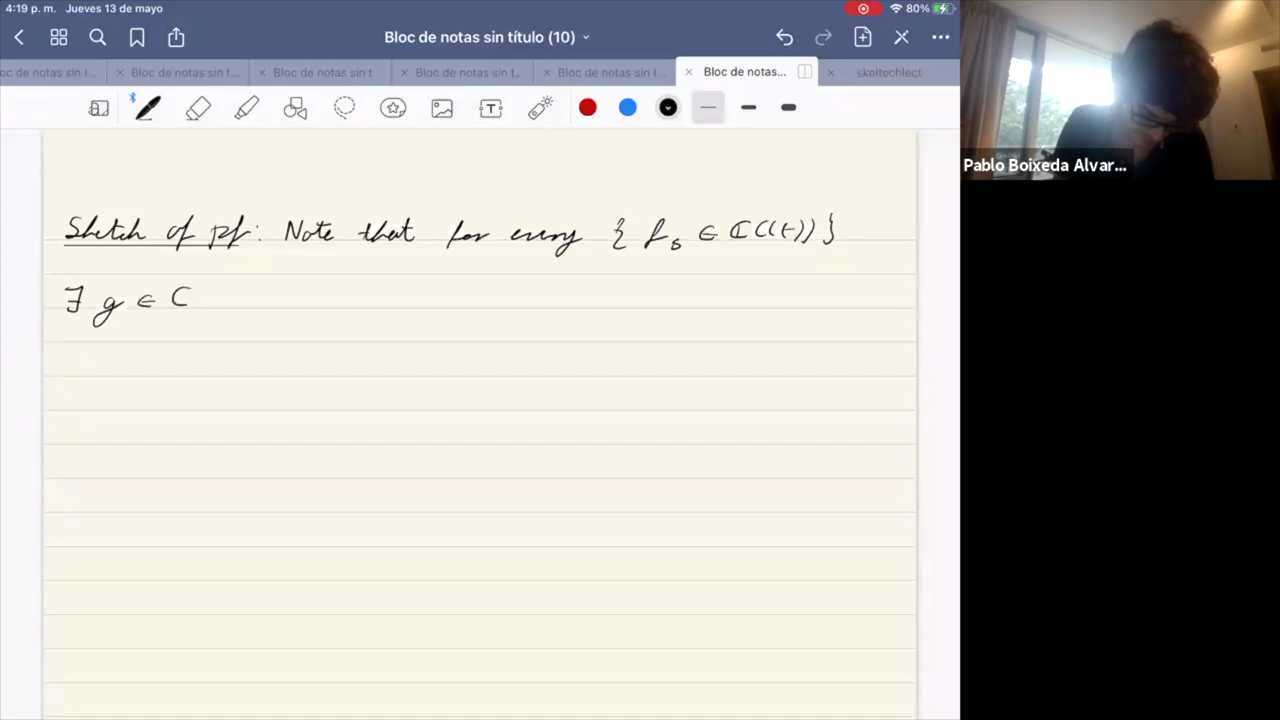 4:19 p. m. Jueves 13 de mayo
80%
Bloc de notas sin título (10)
oc de notas sin t...
Bloc de notas sin tí...
Bloc de notas sin t
Bloc de notas sin t...
Bloc de notas sin t...
Bloc de notas...
skoltechlect
Pablo Boixeda Alvar...
Sketch of pf: Note that for every { f_s ∈ ℂ((t)) }
∃ g ∈ C